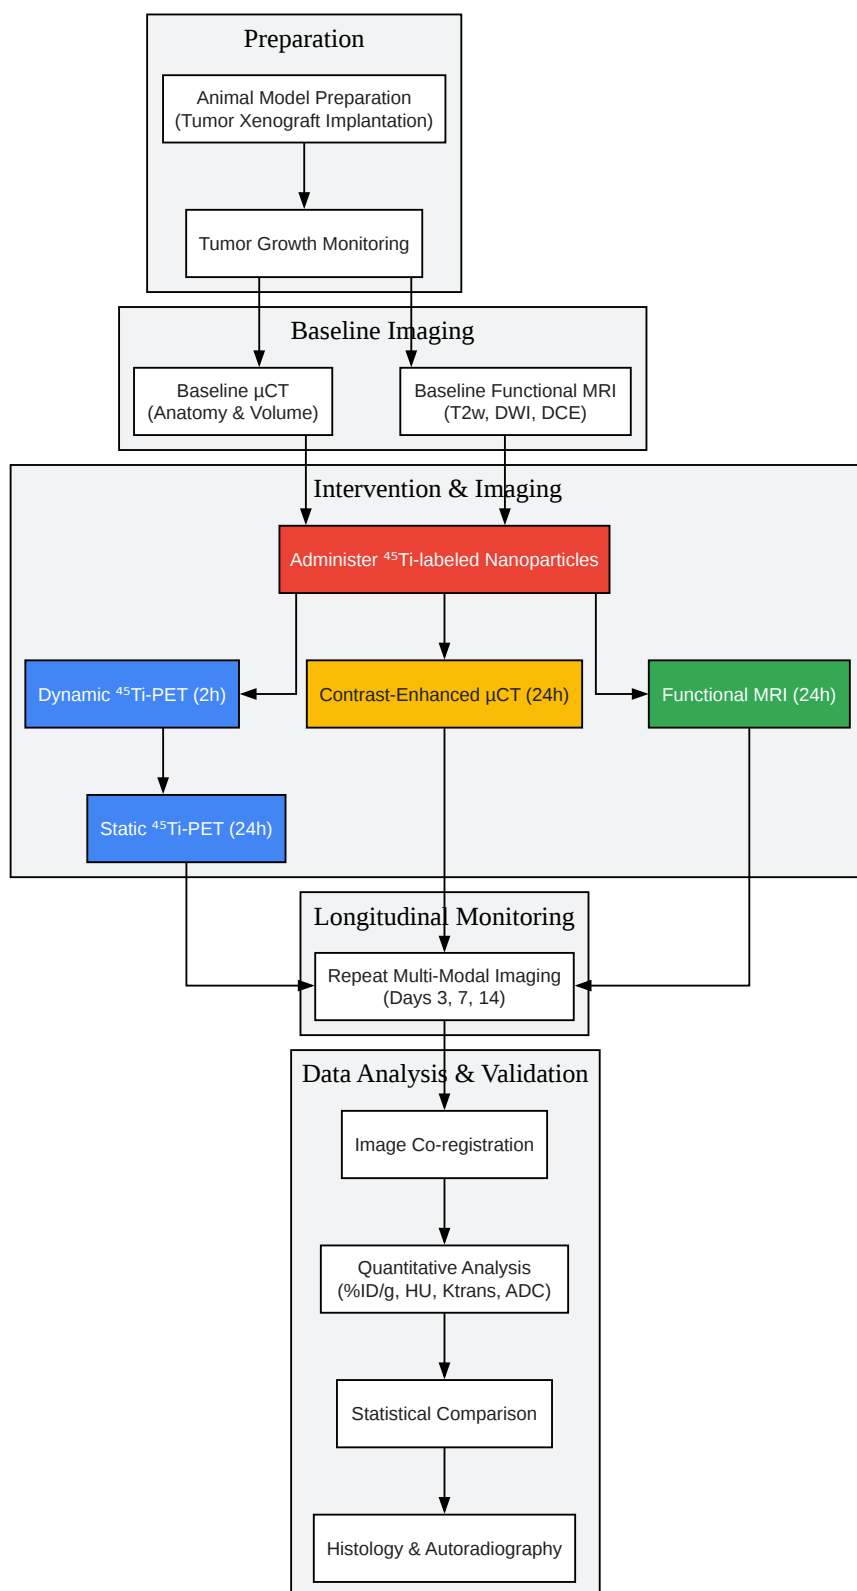 Preparation
Animal Model Preparation
(Tumor Xenograft Implantation)
Tumor Growth Monitoring
Baseline Imaging
Baseline µCT
(Anatomy & Volume)
Baseline Functional MRI
(T2w, DWI, DCE)
Intervention & Imaging
Administer ⁴⁵Ti-labeled Nanoparticles
Dynamic ⁴⁵Ti-PET (2h)
Contrast-Enhanced µCT (24h)
Functional MRI (24h)
Static ⁴⁵Ti-PET (24h)
Longitudinal Monitoring
Repeat Multi-Modal Imaging
(Days 3, 7, 14)
Data Analysis & Validation
Image Co-registration
Quantitative Analysis
(%ID/g, HU, Ktrans, ADC)
Statistical Comparison
Histology & Autoradiography